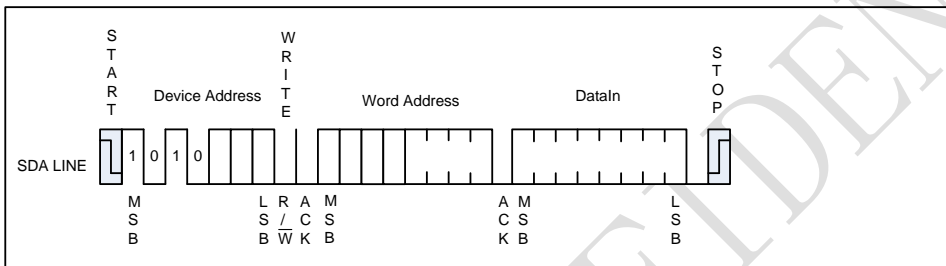 START
WRITE
STOP
Device Address
Word Address
DataIn
SDA LINE
1 0 1 0
MSB
LSB
R/W
ACK
MSB
ACK
MSB
LSB